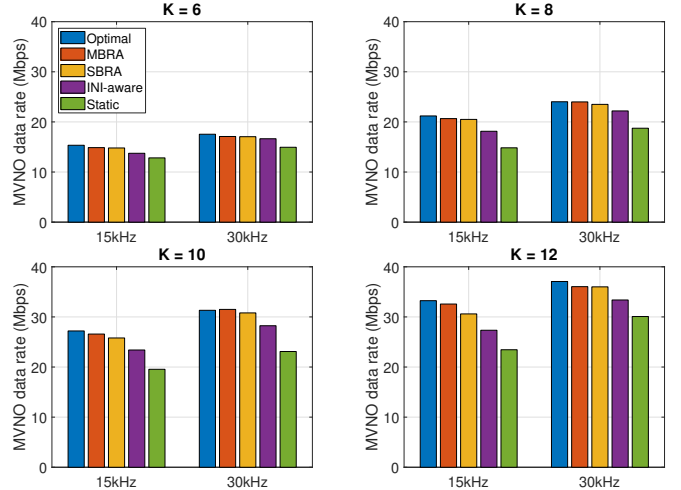 K = 6
MVNO data rate (Mbps)
40
30
20
10
0
Optimal
MBRA
SBRA
INI-aware
Static
15kHz
30kHz
K = 8
MVNO data rate (Mbps)
40
30
20
10
0
15kHz
30kHz
K = 10
MVNO data rate (Mbps)
40
30
20
10
0
15kHz
30kHz
K = 12
MVNO data rate (Mbps)
40
30
20
10
0
15kHz
30kHz